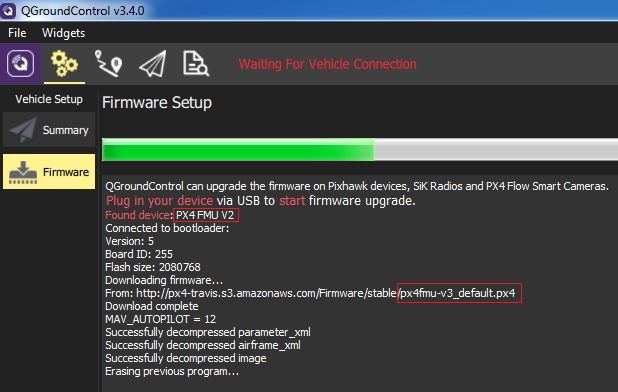 QGroundControl v3.4.0
File Widgets
Waiting For Vehicle Connection
Vehicle Setup
Firmware Setup
Summary
Firmware
QGroundControl can upgrade the firmware on Pixhawk devices, SiK Radios and PX4 Flow Smart Cameras.
Plug in your device via USB to start firmware upgrade.
Found device: PX4 FMU V2
Connected to bootloader:
Version: 5
Board ID: 255
Flash size: 2080768
Downloading firmware...
From: http://px4-travis.s3.amazonaws.com/Firmware/stable/px4fmu-v3_default.px4
Download complete
MAV_AUTOPILOT = 12
Successfully decompressed parameter_xml
Successfully decompressed airframe_xml
Successfully decompressed image
Erasing previous program...